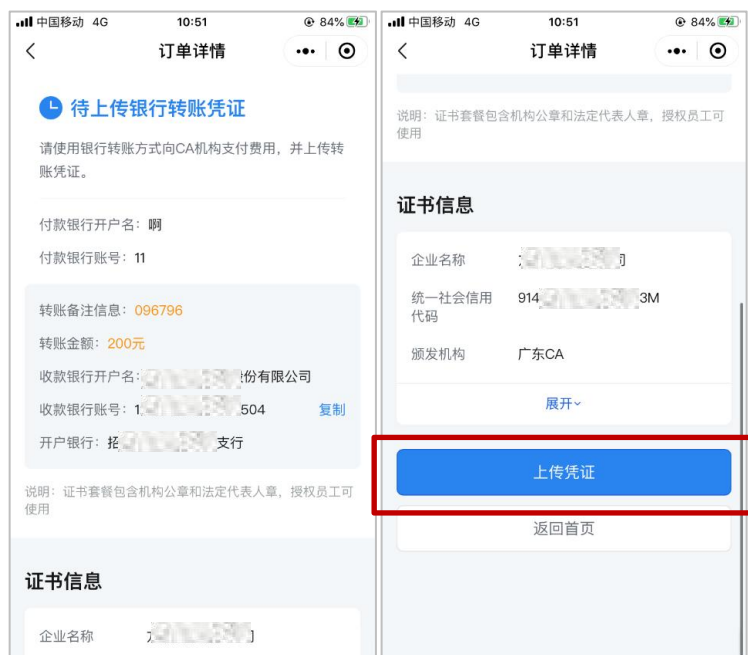 中国移动 4G 10:51 84%
订单详情
待上传银行转账凭证
请使用银行转账方式向CA机构支付费用，并上传转
账凭证。
付款银行开户名：啊
付款银行账号：11
转账备注信息：096796
转账金额：200元
收款银行开户名： 份有限公司
收款银行账号：1 504 复制
开户银行：招 支行
说明：证书套餐包含机构公章和法定代表人章，授权员工可
使用
证书信息
企业名称
中国移动 4G 10:51 84%
订单详情
说明：证书套餐包含机构公章和法定代表人章，授权员工可
使用
证书信息
企业名称
统一社会信用 914 3M
代码
颁发机构 广东CA
展开
上传凭证
返回首页